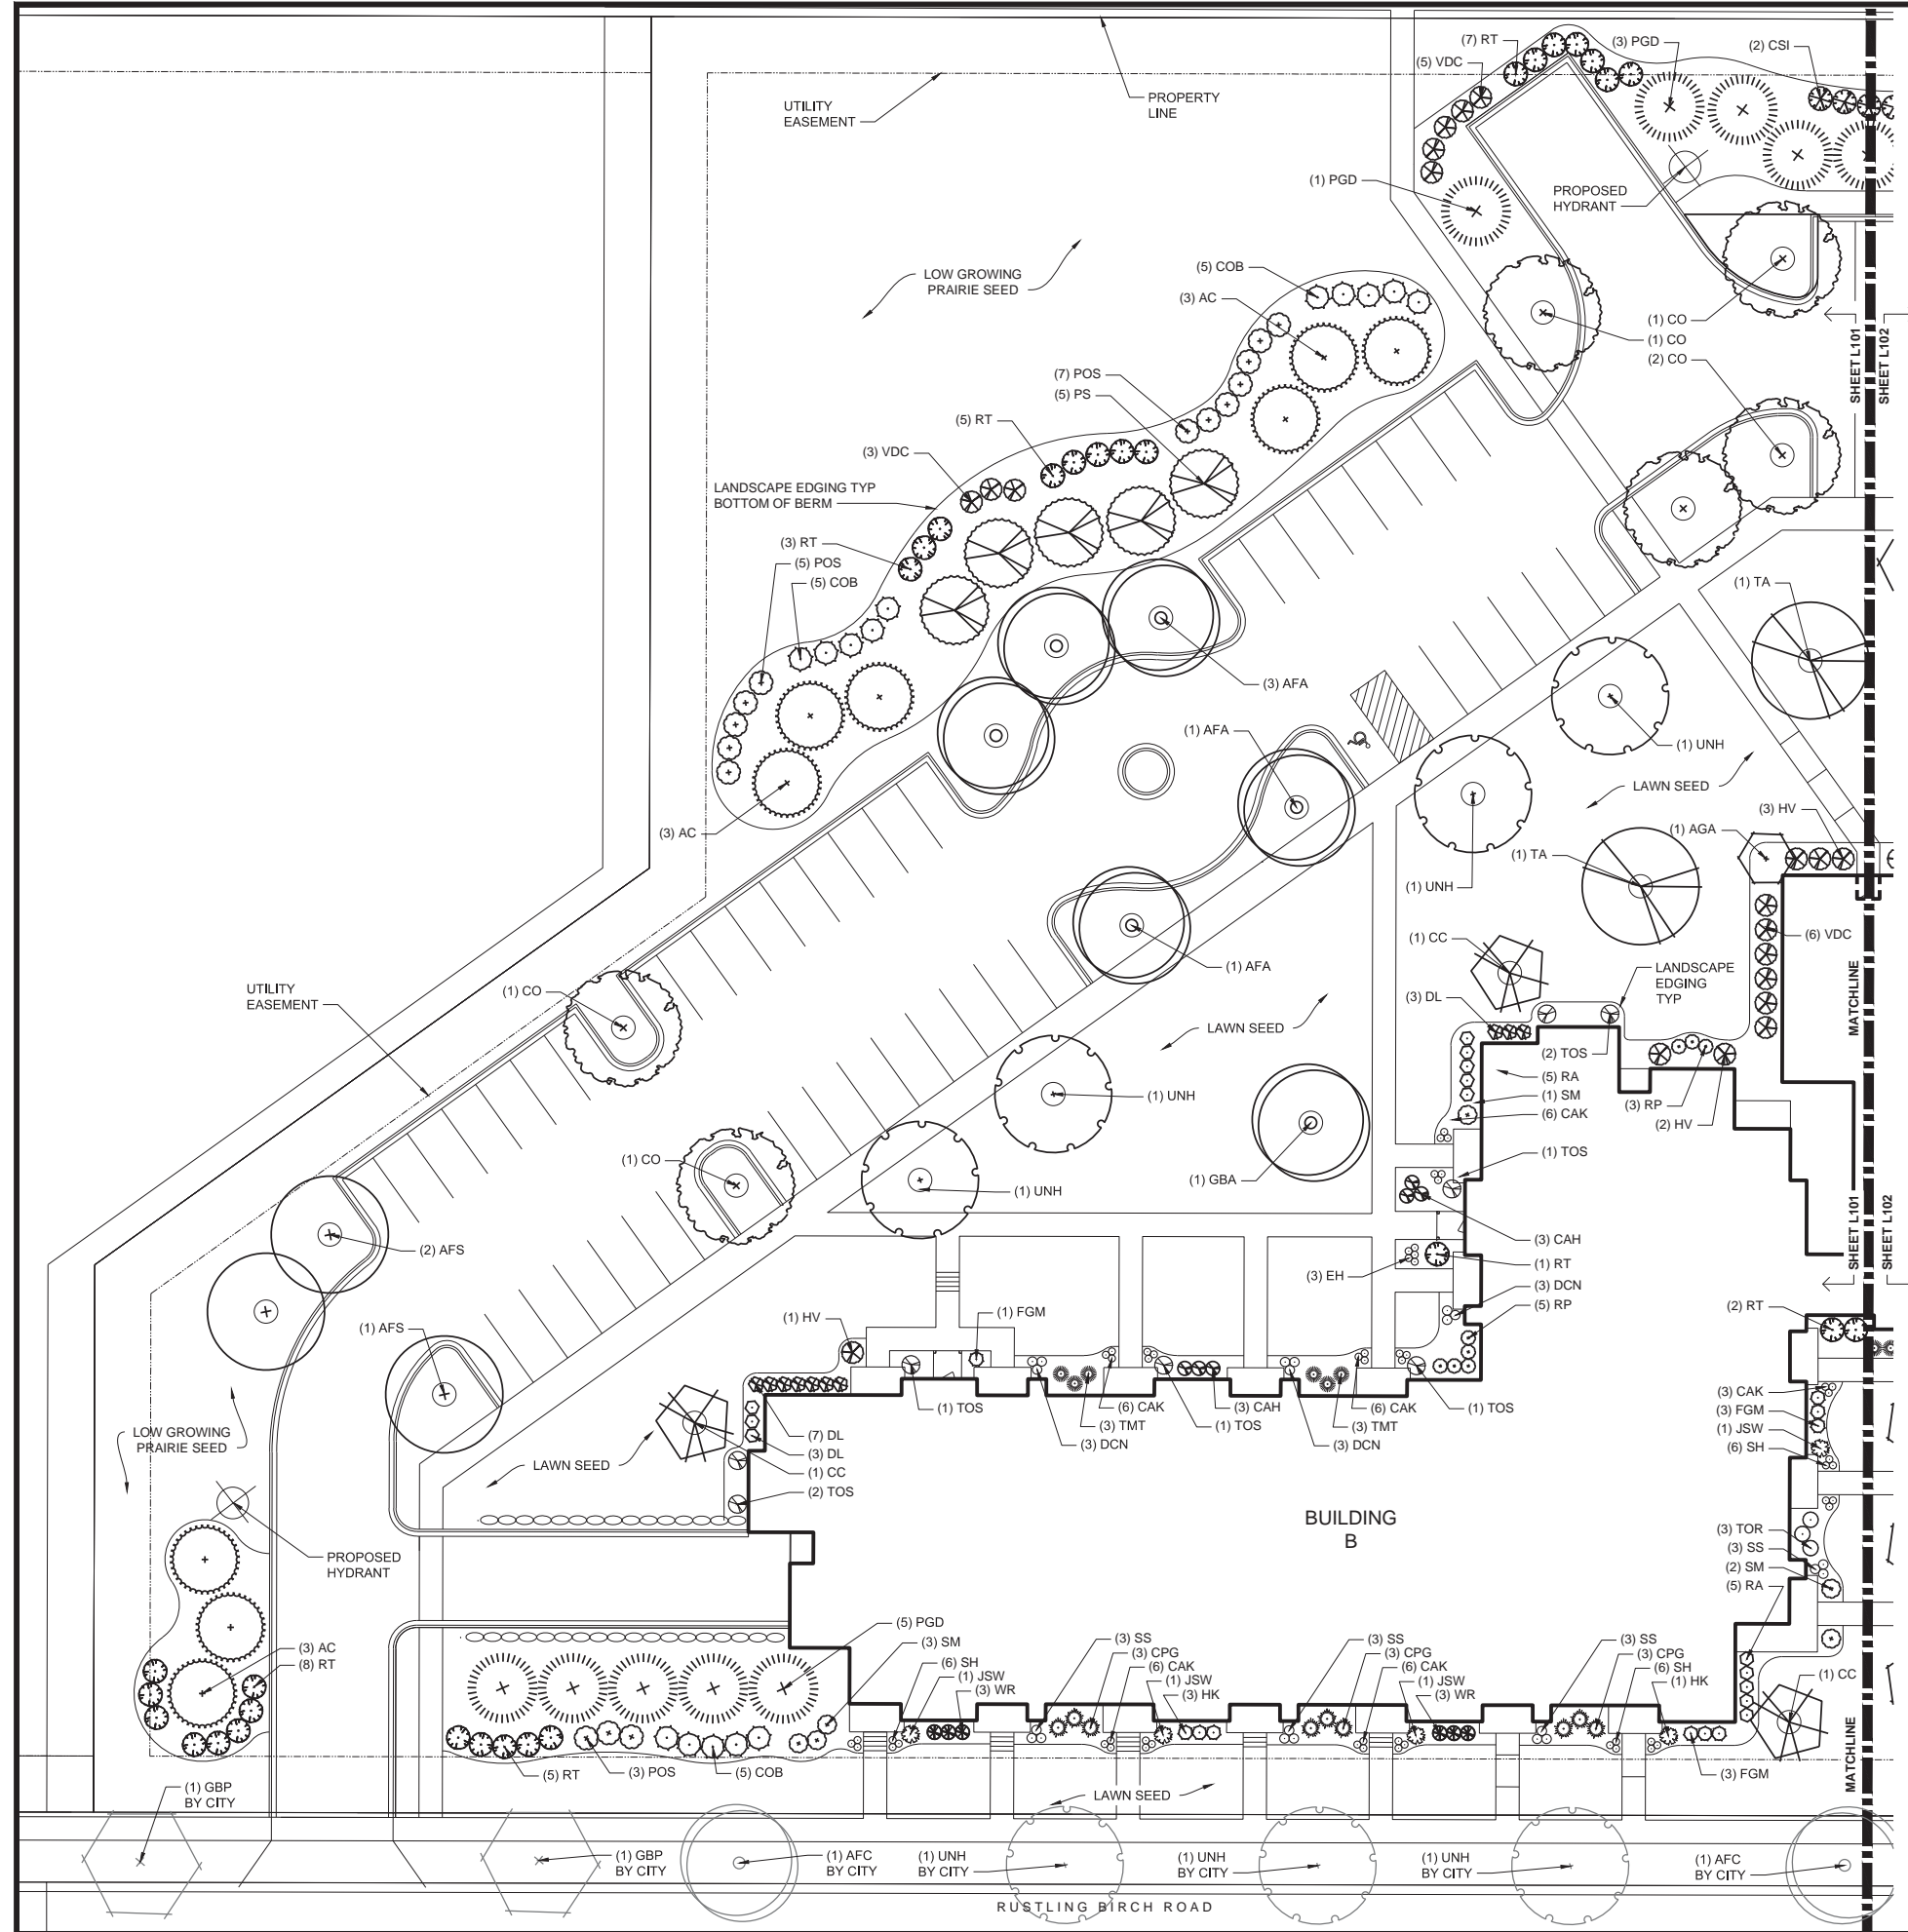 (7) RT
(3) PGD
(2) CSI
(5) VDC
UTILITY
EASEMENT
PROPERTY
LINE
(1) PGD
PROPOSED
HYDRANT
LOW GROWING
PRAIRIE SEED
(5) COB
(3) AC
(1) CO
(1) CO
(2) CO
SHEET L101
SHEET L102
(7) POS
(5) PS
(5) RT
(3) VDC
LANDSCAPE EDGING TYP
BOTTOM OF BERM
(3) RT
(5) POS
(5) COB
(1) TA
(3) AFA
(1) AFA
(1) UNH
LAWN SEED
(3) HV
(3) AC
(1) AGA
(1) TA
(1) UNH
(6) VDC
(1) CC
(1) AFA
LANDSCAPE
EDGING
TYP
MATCHLINE
UTILITY
EASEMENT
(1) CO
(3) DL
LAWN SEED
(2) TOS
(5) RA
(1) SM
(6) CAK
(1) UNH
(3) RP
(2) HV
(1) CO
(1) TOS
(1) GBA
(1) UNH
(2) AFS
(3) CAH
(1) RT
(3) EH
(3) DCN
(5) RP
SHEET L101
SHEET L102
(1) HV
(1) FGM
(1) AFS
(2) RT
(1) TOS
(6) CAK
(3) TMT
(3) DCN
(3) CAH
(1) TOS
(6) CAK
(3) TMT
(3) DCN
(1) TOS
(3) CAK
(3) FGM
(1) JSW
(6) SH
LOW GROWING
PRAIRIE SEED
(7) DL
(3) DL
(1) CC
(2) TOS
LAWN SEED
BUILDING
B
(3) TOR
(3) SS
(2) SM
(5) RA
PROPOSED
HYDRANT
(3) AC
(8) RT
(5) PGD
(3) SM
(6) SH
(1) JSW
(3) WR
(3) SS
(3) CPG
(6) CAK
(1) JSW
(3) HK
(3) SS
(3) CPG
(6) CAK
(1) JSW
(3) WR
(3) SS
(3) CPG
(6) SH
(1) HK
(1) CC
MATCHLINE
(5) RT
(3) POS
(5) COB
(3) FGM
LAWN SEED
(1) GBP
BY CITY
(1) GBP
BY CITY
(1) AFC
BY CITY
(1) UNH
BY CITY
(1) UNH
BY CITY
(1) UNH
BY CITY
(1) AFC
BY CITY
RUSTLING BIRCH ROAD